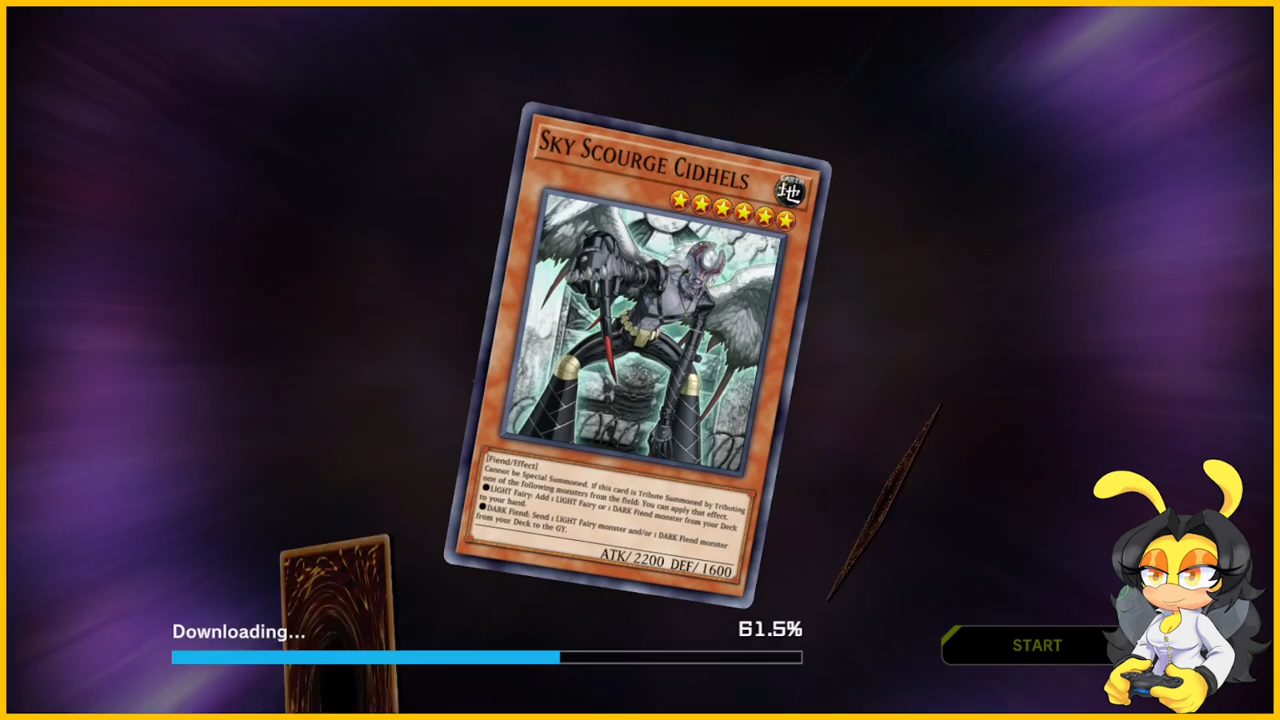 SKY SCOURGE CIDHELS
EARTH
地
[Fiend/Effect]
Cannot be Special Summoned. If this card is Tribute Summoned by Tributing
one of the following monsters from the field: You can apply that effect.
●LIGHT Fairy: Add 1 LIGHT Fairy or 1 DARK Fiend monster from your Deck
to your hand.
●DARK Fiend: Send 1 LIGHT Fairy monster and/or 1 DARK Fiend monster
from your Deck to the GY.
ATK/ 2200 DEF/ 1600
Downloading...
61.5%
START